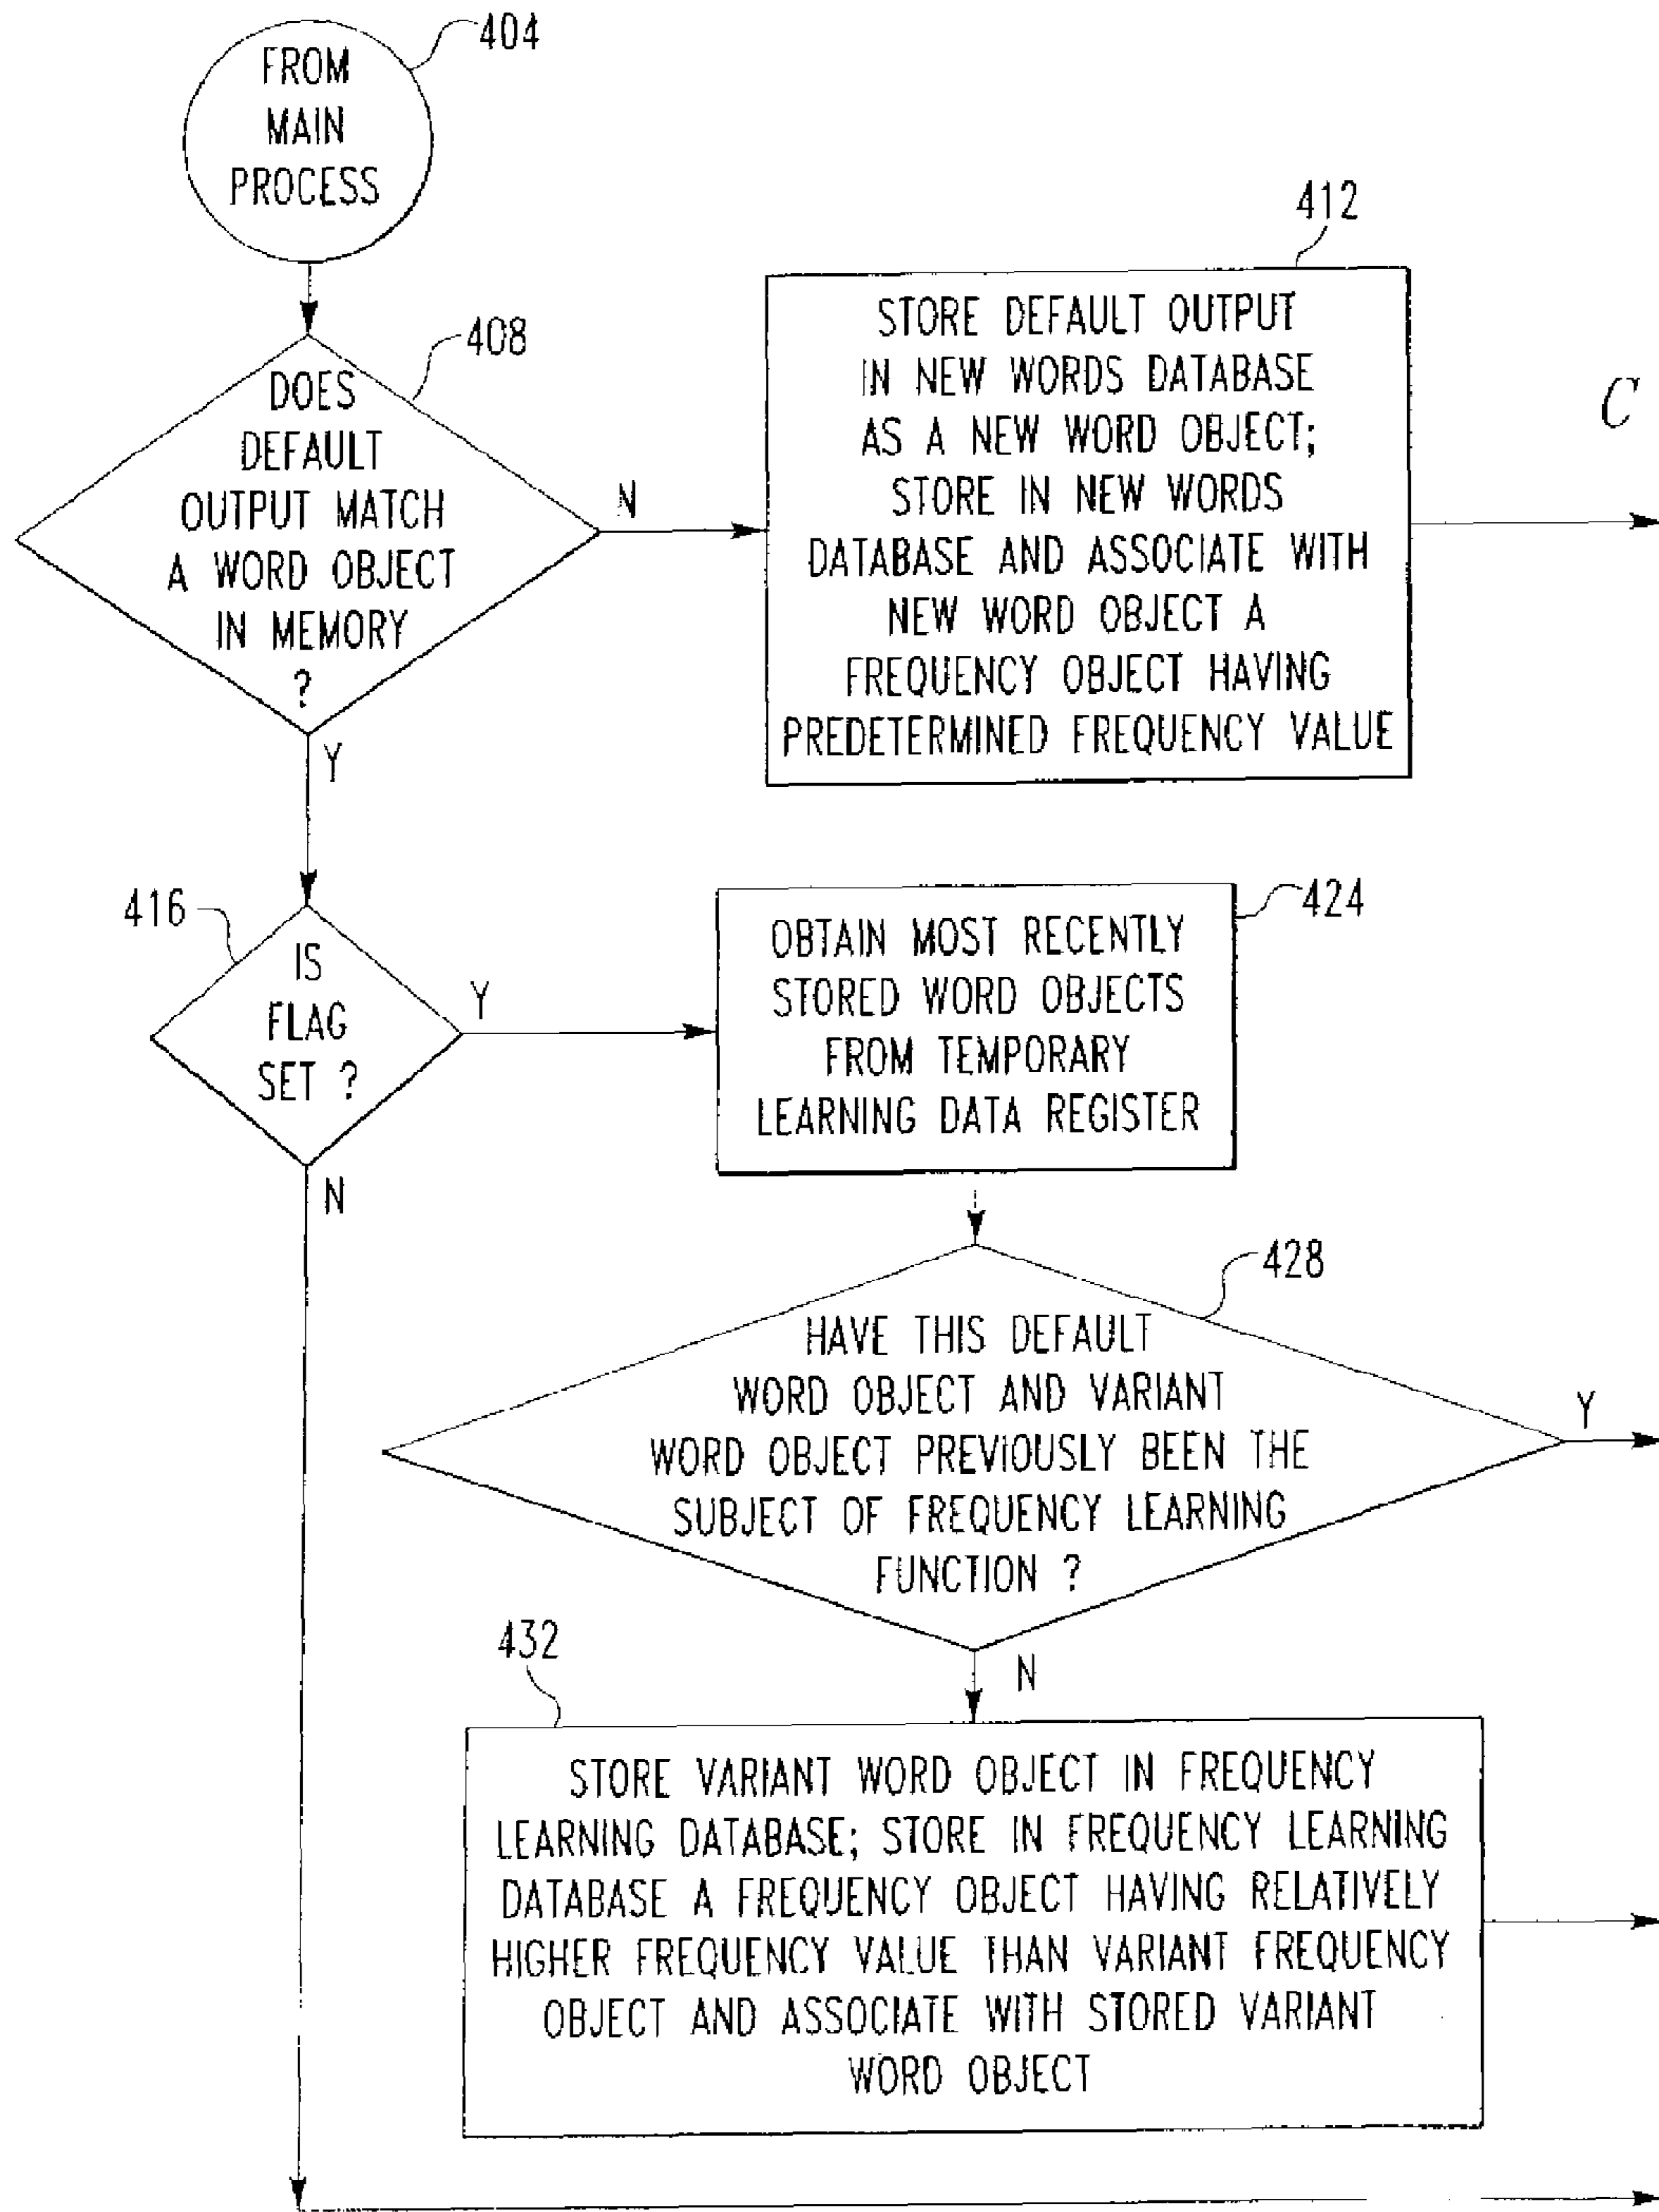 404
FROM
MAIN
PROCESS
408
DOES
DEFAULT
OUTPUT MATCH
A WORD OBJECT
IN MEMORY
?
N
Y
412
STORE DEFAULT OUTPUT
IN NEW WORDS DATABASE
AS A NEW WORD OBJECT;
STORE IN NEW WORDS
DATABASE AND ASSOCIATE WITH
NEW WORD OBJECT A
FREQUENCY OBJECT HAVING
PREDETERMINED FREQUENCY VALUE
C
416
IS
FLAG
SET ?
Y
N
424
OBTAIN MOST RECENTLY
STORED WORD OBJECTS
FROM TEMPORARY
LEARNING DATA REGISTER
428
HAVE THIS DEFAULT
WORD OBJECT AND VARIANT
WORD OBJECT PREVIOUSLY BEEN THE
SUBJECT OF FREQUENCY LEARNING
FUNCTION ?
Y
N
432
STORE VARIANT WORD OBJECT IN FREQUENCY
LEARNING DATABASE; STORE IN FREQUENCY LEARNING
DATABASE A FREQUENCY OBJECT HAVING RELATIVELY
HIGHER FREQUENCY VALUE THAN VARIANT FREQUENCY
OBJECT AND ASSOCIATE WITH STORED VARIANT
WORD OBJECT